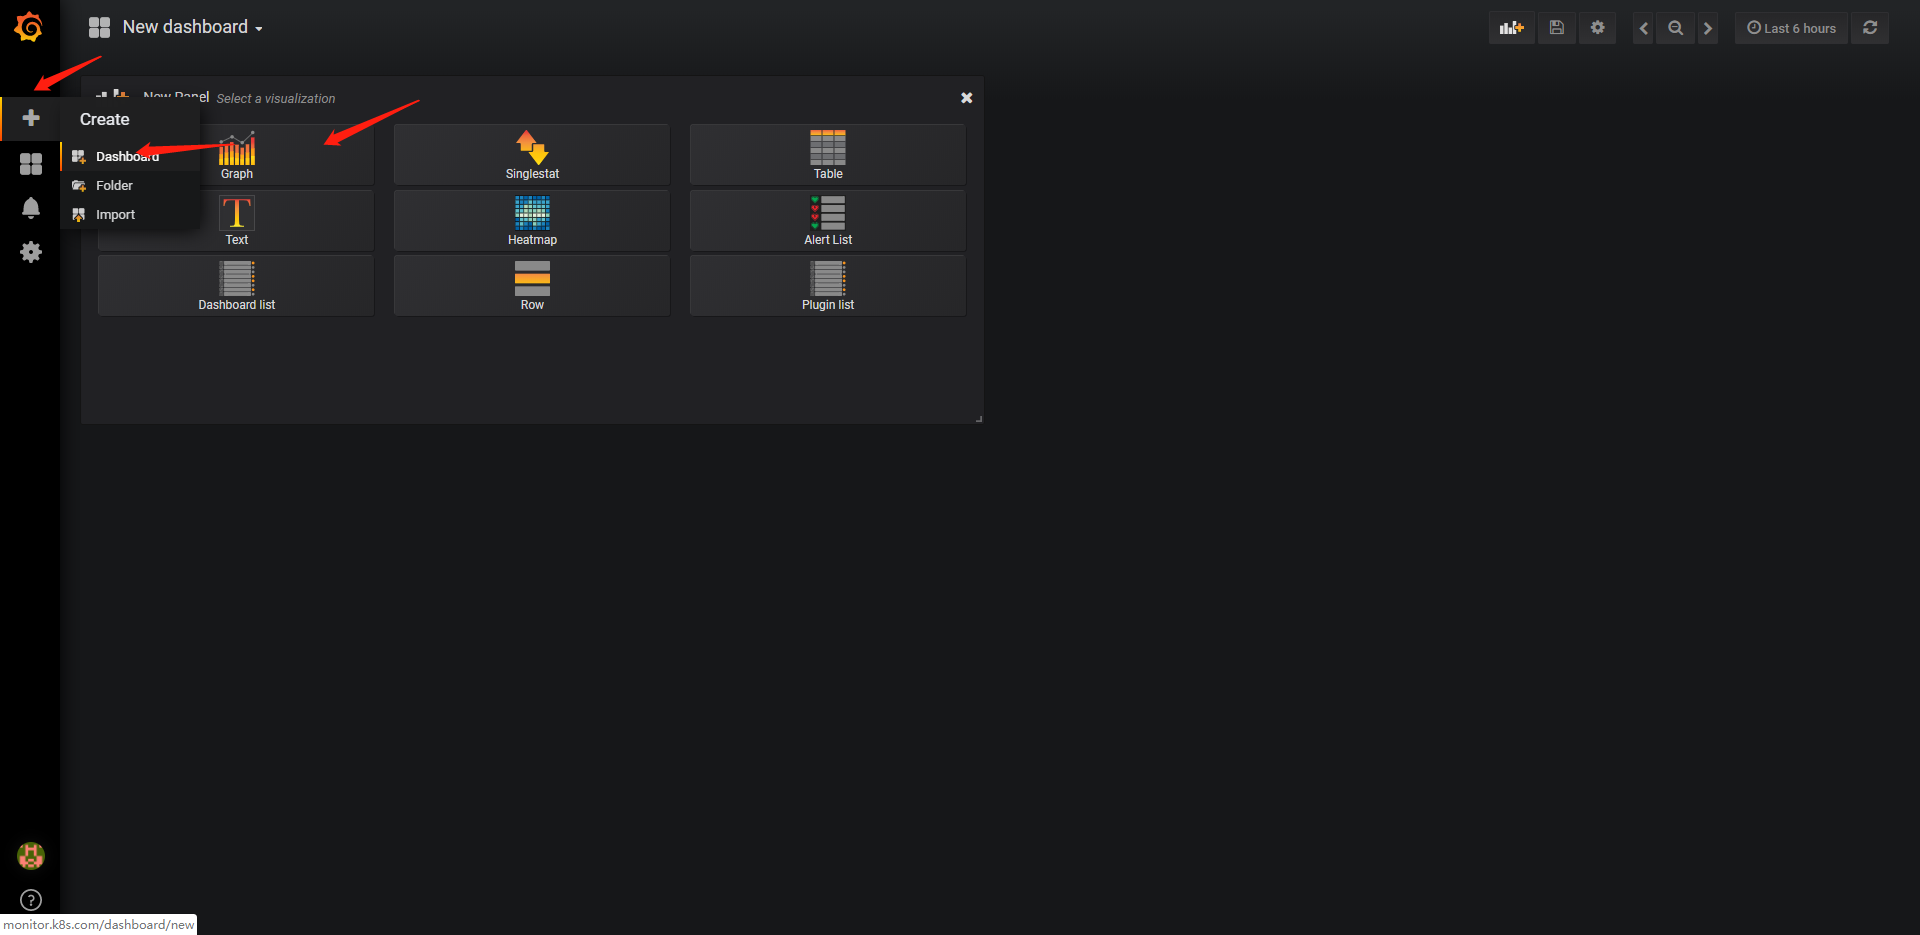 New dashboard
Last 6 hours
New Panel Select a visualization
Create
Dashboard
Folder
Import
Graph
Singlestat
Table
Text
Heatmap
Alert List
Dashboard list
Row
Plugin list
monitor.k8s.com/dashboard/new